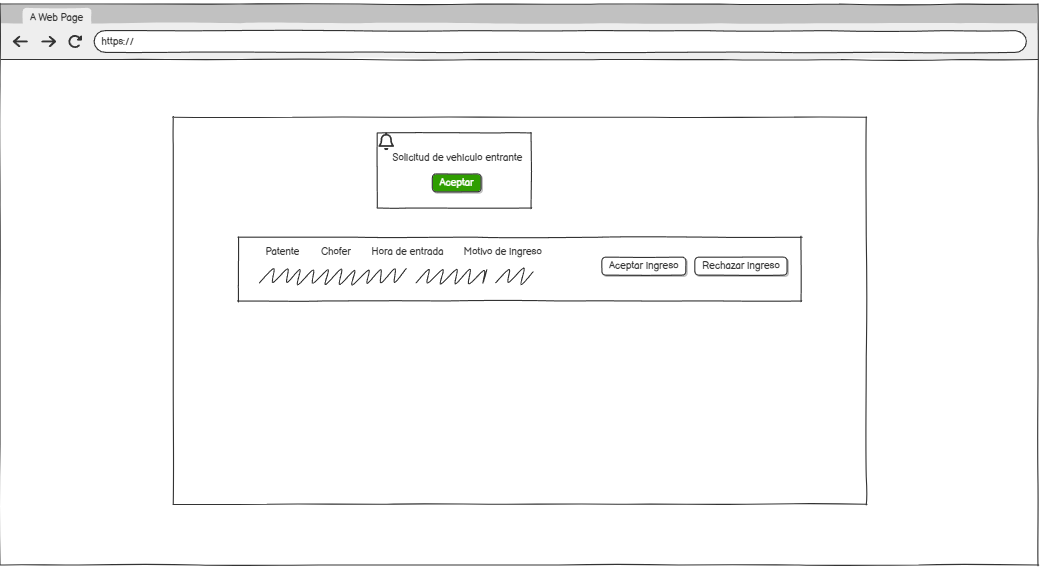 A Web Page
https://
Solicitud de vehículo entrante
Aceptar
Patente Chofer Hora de entrada Motivo de ingreso
Aceptar ingreso Rechazar ingreso